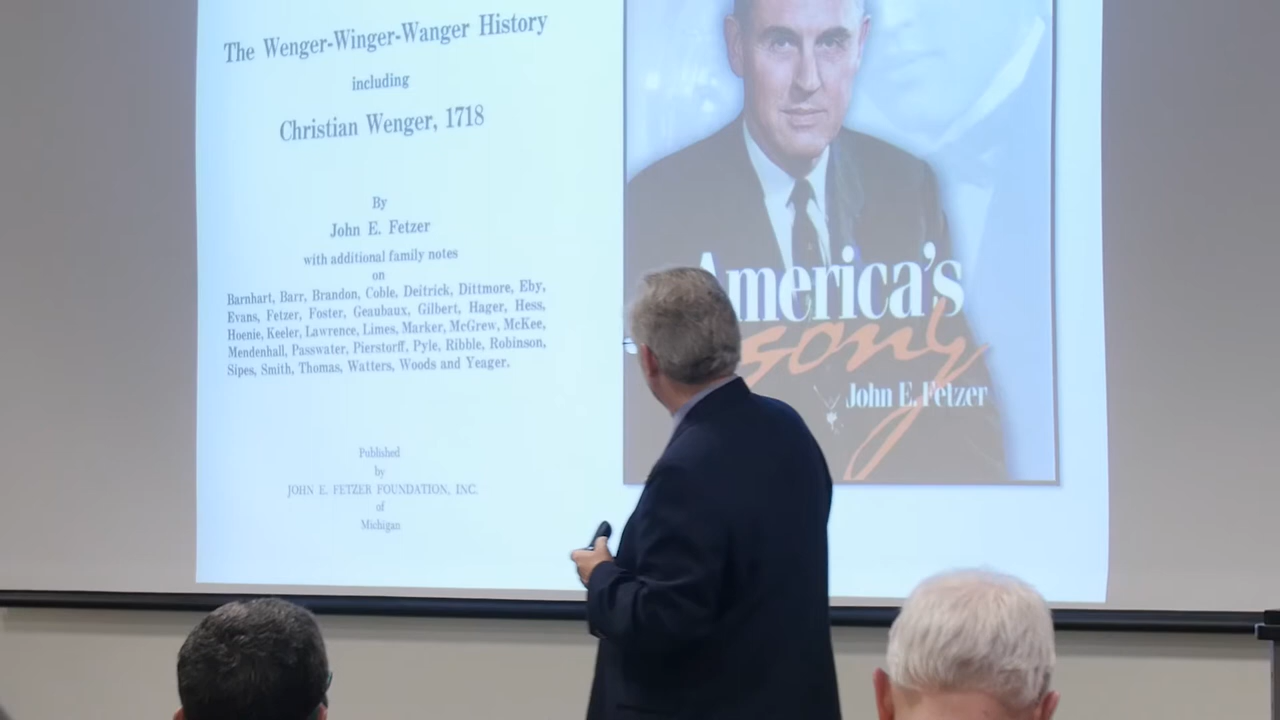 The Wenger-Winger-Wanger History
including
Christian Wenger, 1718
By
John E. Fetzer
with additional family notes
on
Barnhart, Barr, Brandon, Coble, Deitrick, Dittmore, Eby,
Evans, Fetzer, Foster, Geaubaux, Gilbert, Hager, Hess,
Hoenie, Keeler, Lawrence, Limes, Marker, McGrew, McKee,
Mendenhall, Passwater, Pierstorff, Pyle, Ribble, Robinson,
Sipes, Smith, Thomas, Watters, Woods and Yeager.
Published
by
JOHN E. FETZER FOUNDATION, INC.
of
Michigan
America's
John E. Fetzer